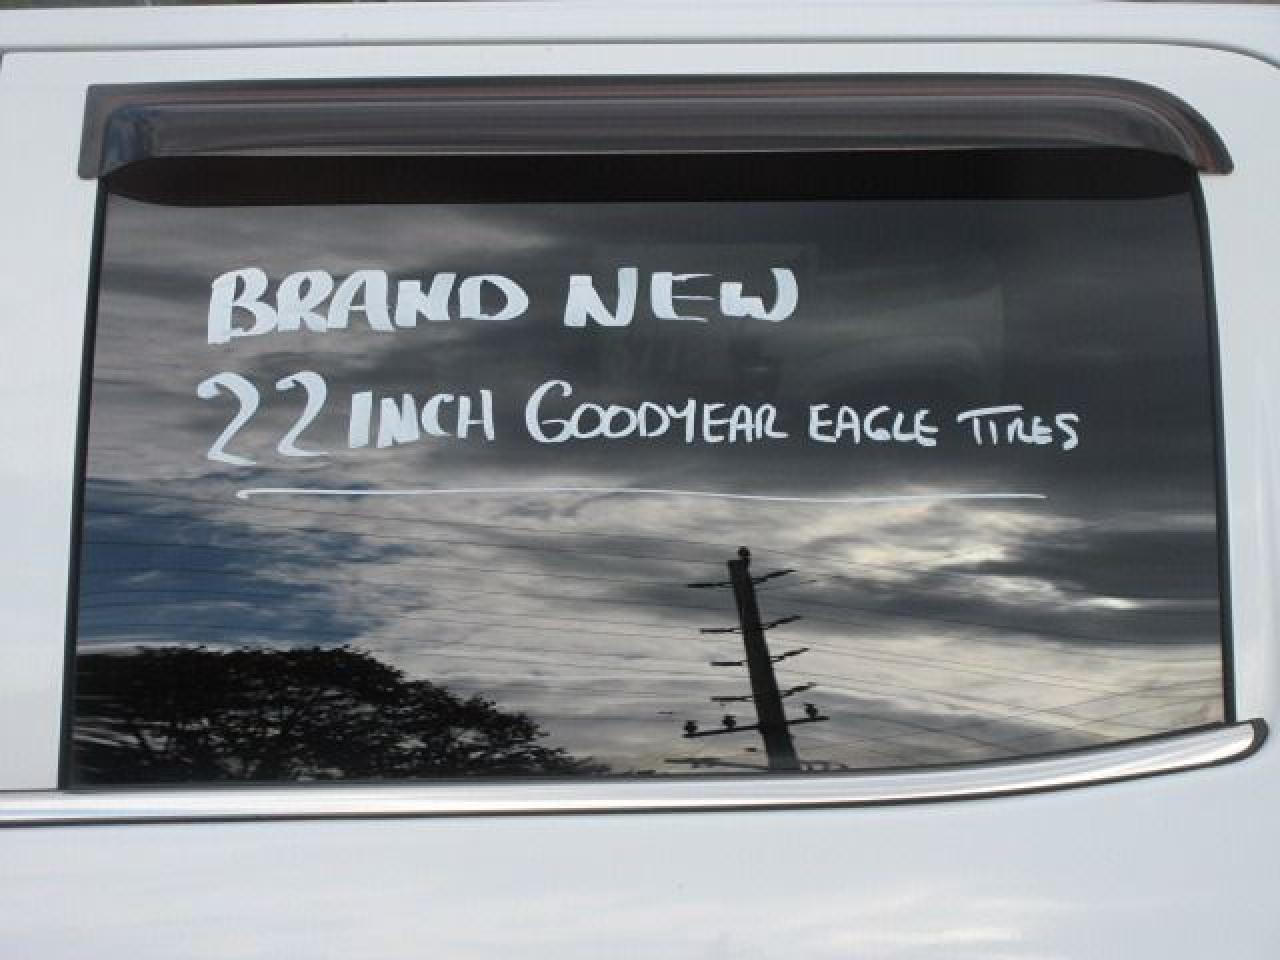 BRAND NEW
22 INCH GOODYEAR EAGLE TIRES